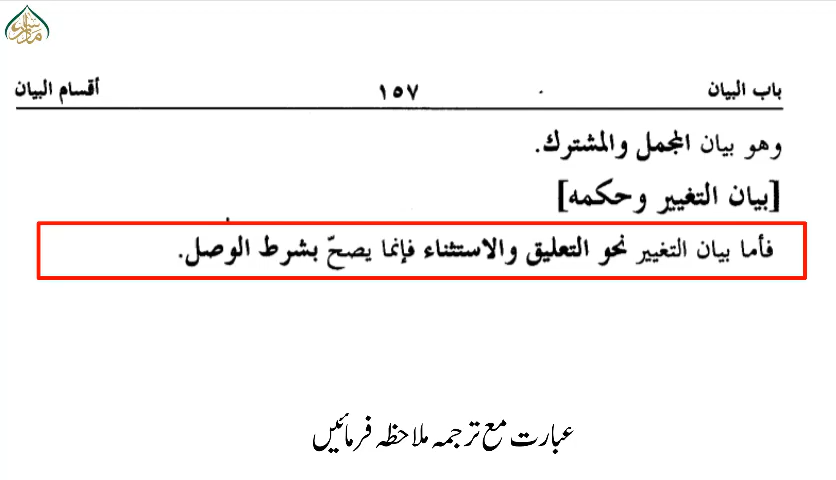 باب البيان ١٥٧ أقسام البيان
وهو بيان المجمل والمشترك.
[بيان التغيير وحكمه]
فأما بيان التغيير نحو التعليق والاستثناء فإنما يصحّ بشرط الوصل.
عبارت مع ترجمہ ملاحظہ فرمائیں